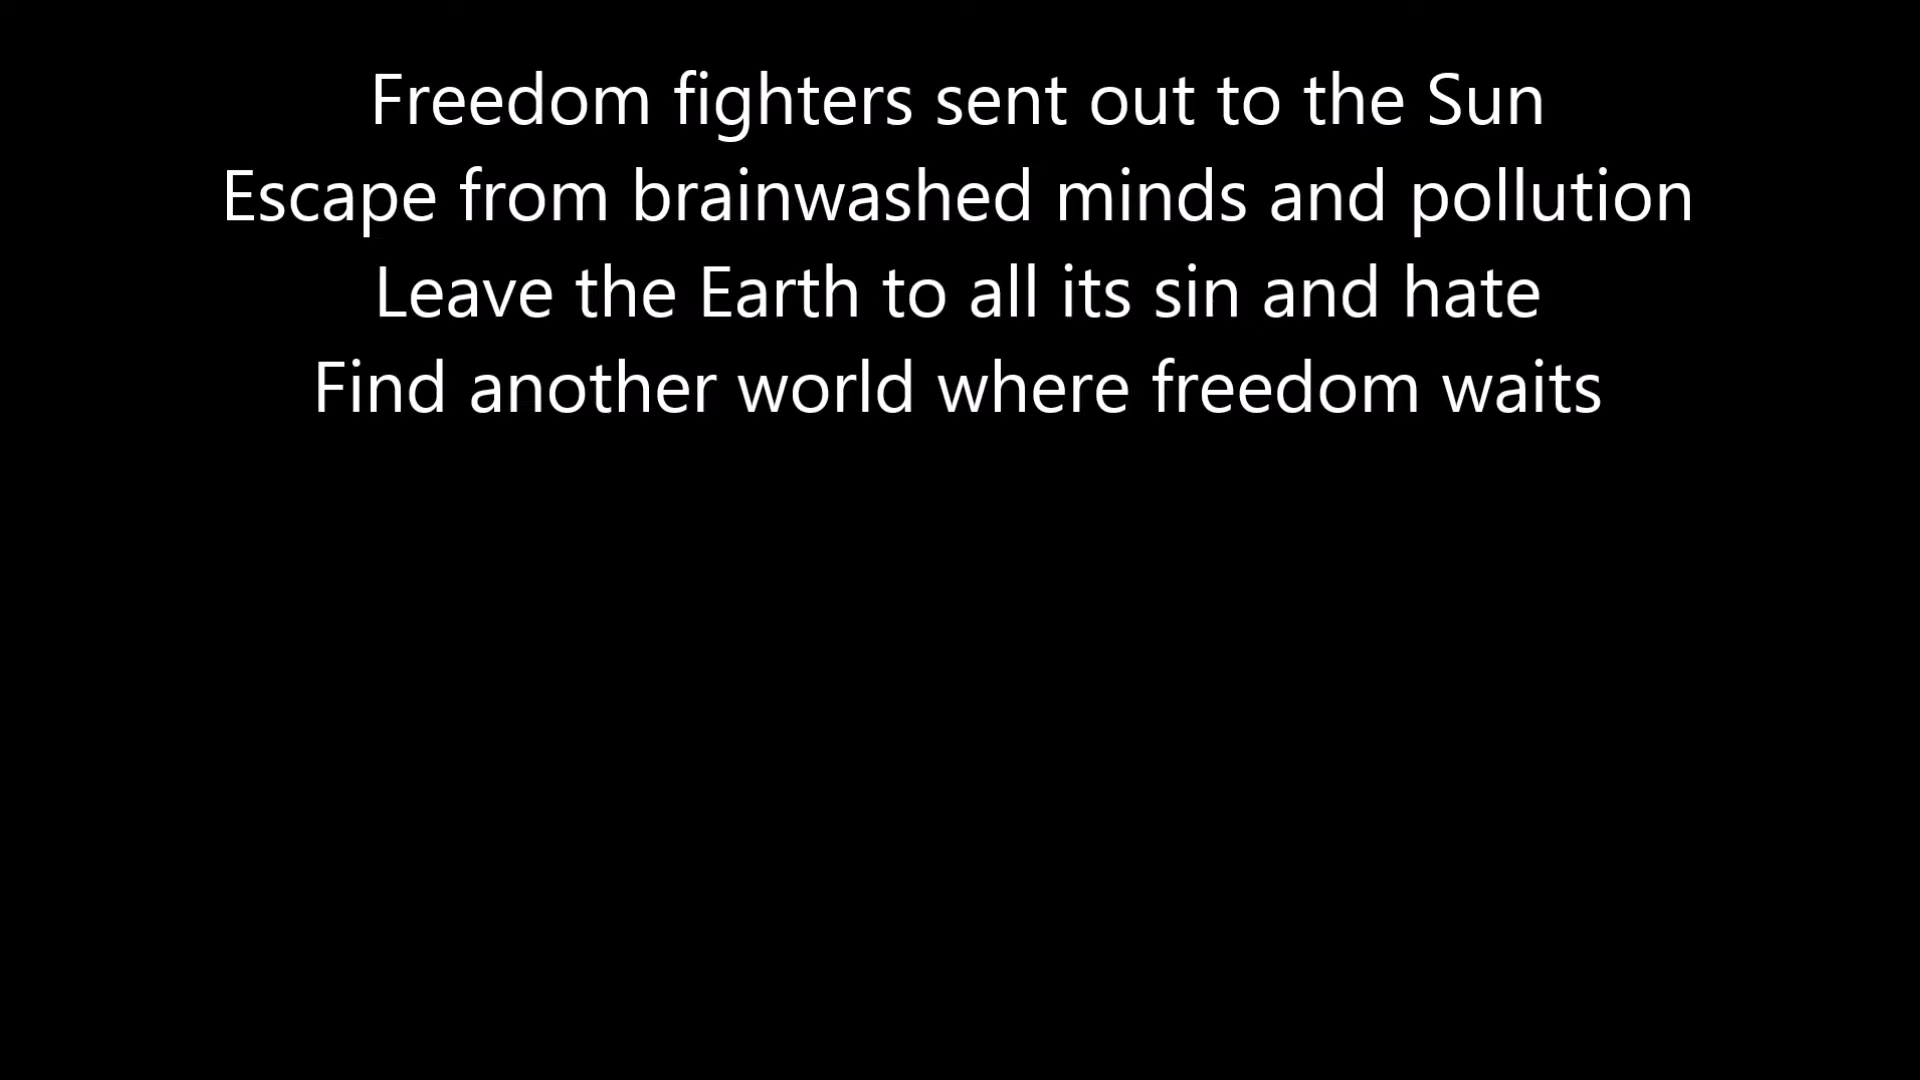 Freedom fighters sent out to the Sun
Escape from brainwashed minds and pollution
Leave the Earth to all its sin and hate
Find another world where freedom waits